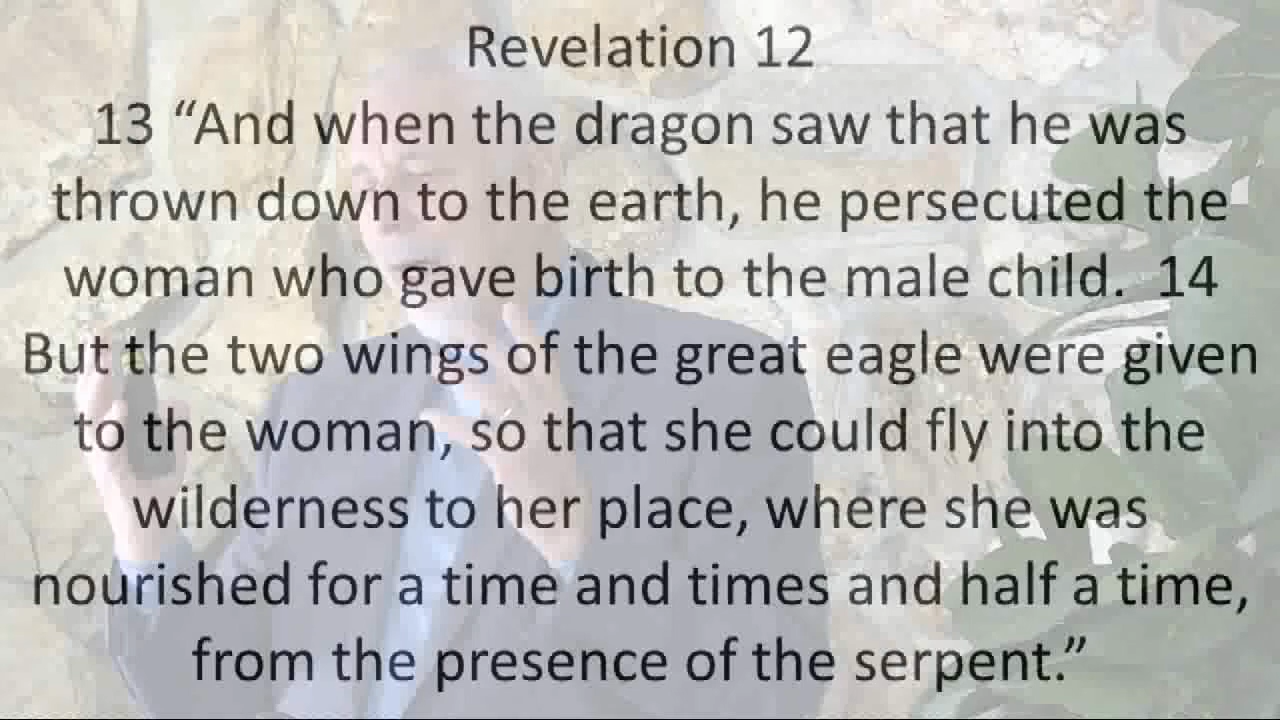 Revelation 12
13 “And when the dragon saw that he was
thrown down to the earth, he persecuted the
woman who gave birth to the male child.  14
But the two wings of the great eagle were given
to the woman, so that she could fly into the
wilderness to her place, where she was
nourished for a time and times and half a time,
from the presence of the serpent.”